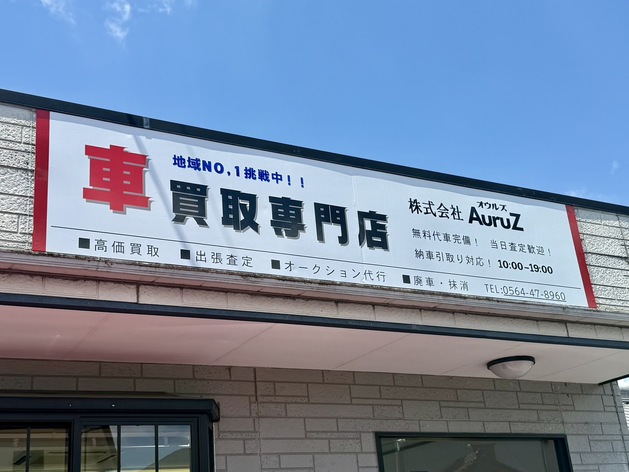 地域NO,1挑戦中!!
車買取専門店
オウルズ
株式会社 AuruZ
無料代車完備! 当日査定歓迎!
納車引取り対応! 10:00-19:00
■高価買取 ■出張査定 ■オークション代行 ■廃車・抹消 TEL:0564-47-8960